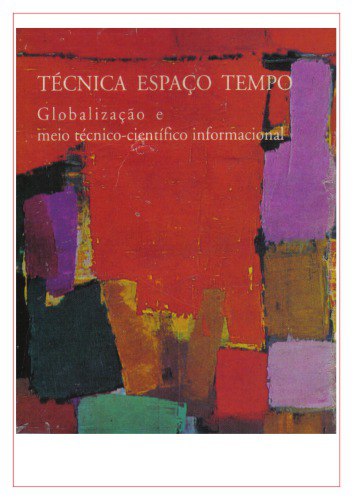 TÉCNICA ESPAÇO TEMPO
Globalização e
meio técnico-científico informacional